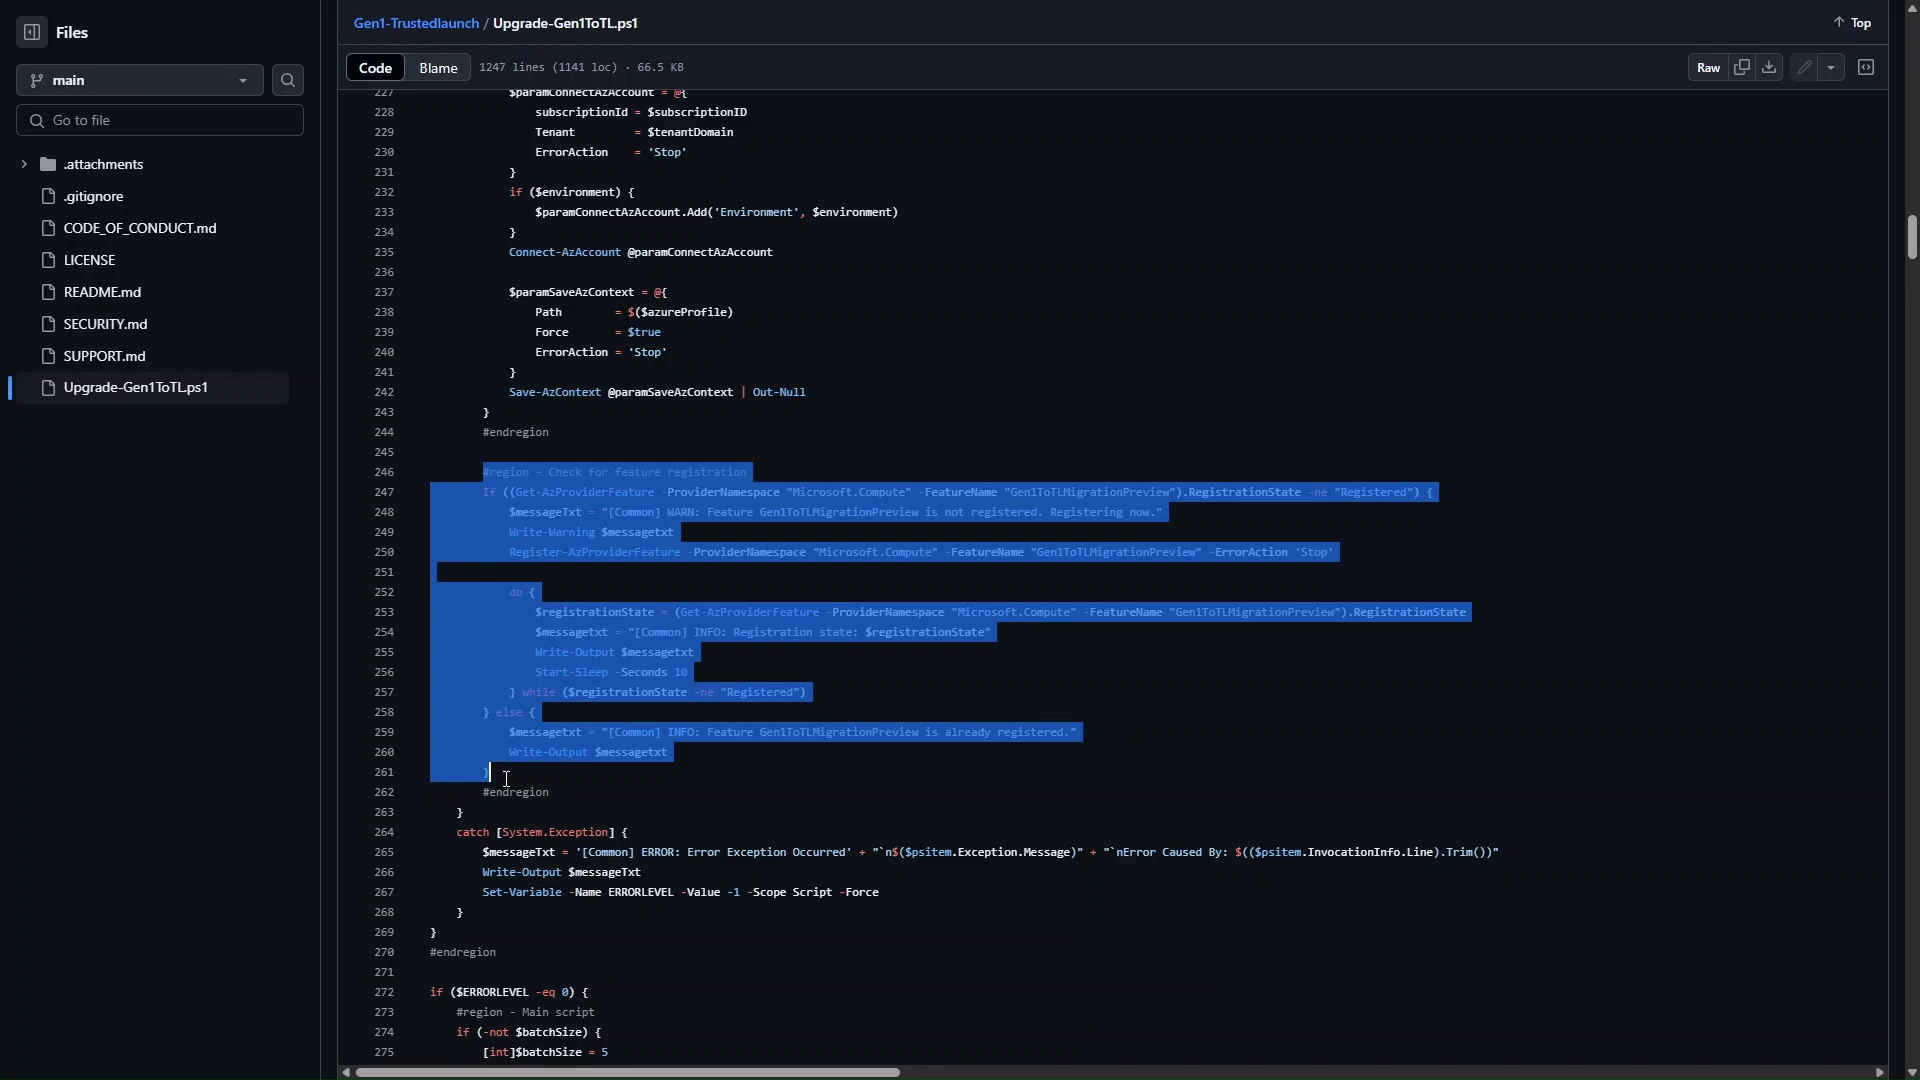 Files
main
Go to file
.attachments
.gitignore
CODE_OF_CONDUCT.md
LICENSE
README.md
SECURITY.md
SUPPORT.md
Upgrade-Gen1ToTL.ps1
Gen1-Trustedlaunch / Upgrade-Gen1ToTL.ps1
Top
Code
Blame
1247 lines (1141 loc) · 66.5 KB
Raw
227 $paramConnectAzAccount = @{
228 subscriptionId = $subscriptionID
229 Tenant = $tenantDomain
230 ErrorAction = 'Stop'
231 }
232 if ($environment) {
233 $paramConnectAzAccount.Add('Environment', $environment)
234 }
235 Connect-AzAccount @paramConnectAzAccount
236
237 $paramSaveAzContext = @{
238 Path = $($azureProfile)
239 Force = $true
240 ErrorAction = 'Stop'
241 }
242 Save-AzContext @paramSaveAzContext | Out-Null
243 }
244 #endregion
245
246 #region - Check for feature registration
247 If ((Get-AzProviderFeature -ProviderNamespace "Microsoft.Compute" -FeatureName "Gen1ToTLMigrationPreview").RegistrationState -ne "Registered") {
248 $messageTxt = "[Common] WARN: Feature Gen1ToTLMigrationPreview is not registered. Registering now."
249 Write-Warning $messagetxt
250 Register-AzProviderFeature -ProviderNamespace "Microsoft.Compute" -FeatureName "Gen1ToTLMigrationPreview" -ErrorAction 'Stop'
251
252 do {
253 $registrationState = (Get-AzProviderFeature -ProviderNamespace "Microsoft.Compute" -FeatureName "Gen1ToTLMigrationPreview").RegistrationState
254 $messagetxt = "[Common] INFO: Registration state: $registrationState"
255 Write-Output $messagetxt
256 Start-Sleep -Seconds 10
257 } while ($registrationState -ne "Registered")
258 } else {
259 $messagetxt = "[Common] INFO: Feature Gen1ToTLMigrationPreview is already registered."
260 Write-Output $messagetxt
261 }
262 #endregion
263 }
264 catch [System.Exception] {
265 $messageTxt = '[Common] ERROR: Error Exception Occurred' + "`n$($psitem.Exception.Message)" + "`nError Caused By: $(($psitem.InvocationInfo.Line).Trim())"
266 Write-Output $messageTxt
267 Set-Variable -Name ERRORLEVEL -Value -1 -Scope Script -Force
268 }
269 }
270 #endregion
271
272 if ($ERRORLEVEL -eq 0) {
273 #region - Main script
274 if (-not $batchSize) {
275 [int]$batchSize = 5